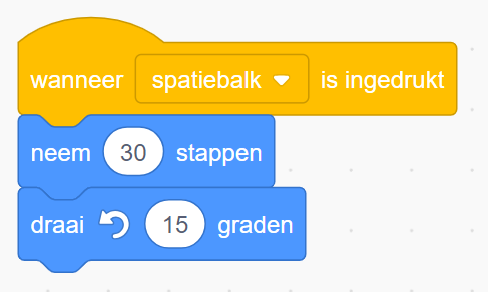 wanneer spatiebalk is ingedrukt
neem 30 stappen
draai 15 graden